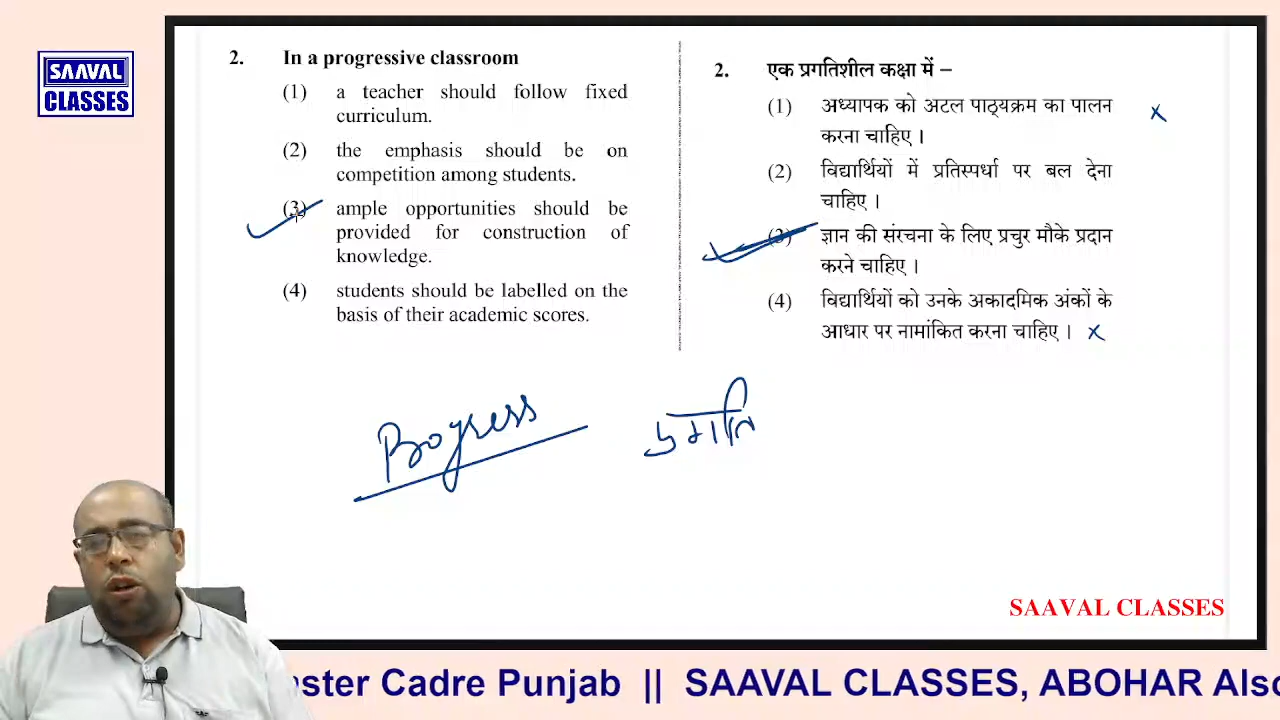 SAAVAL
CLASSES
2. In a progressive classroom
(1) a teacher should follow fixed
curriculum.
(2) the emphasis should be on
competition among students.
(3) ample opportunities should be
provided for construction of
knowledge.
(4) students should be labelled on the
basis of their academic scores.
2. एक प्रगतिशील कक्षा में –
(1) अध्यापक को अटल पाठ्यक्रम का पालन
करना चाहिए।
(2) विद्यार्थियों में प्रतिस्पर्धा पर बल देना
चाहिए।
(3) ज्ञान की संरचना के लिए प्रचुर मौके प्रदान
करने चाहिए।
(4) विद्यार्थियों को उनके अकादमिक अंकों के
आधार पर नामांकित करना चाहिए।
Progress प्रगति
SAAVAL CLASSES
aster Cadre Punjab || SAAVAL CLASSES, ABOHAR Also